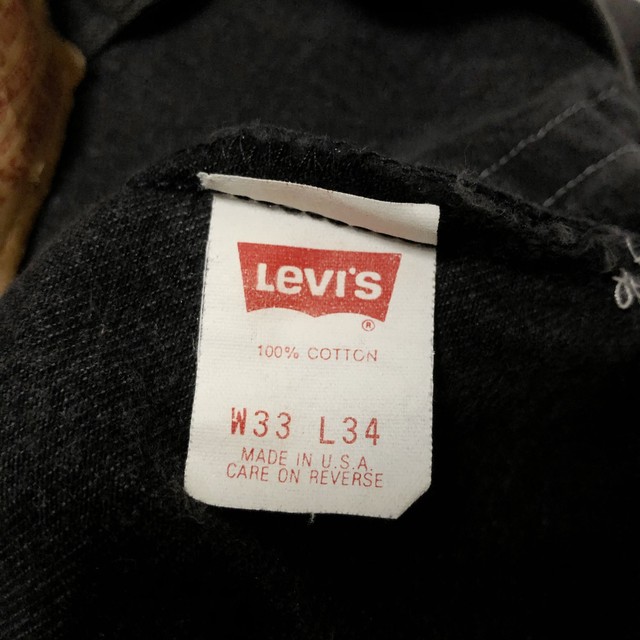 Levi's
®
100% COTTON
W33 L34
MADE IN U.S.A.
CARE ON REVERSE